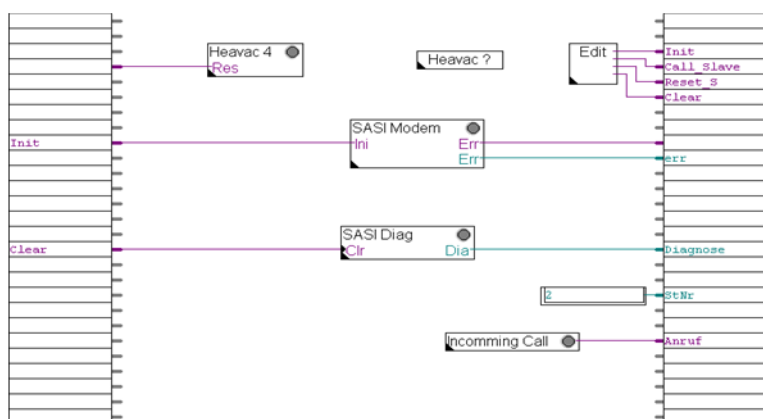 Heavac 4
Res
Heavac ?
Edit
Init
Call_Slave
Reset_S
Clear
SASI Modem
Init
Ini
Err
Err
err
SASI Diag
Clear
Clr
Dia
Diagnose
2
StNr
Incomming Call
Anruf